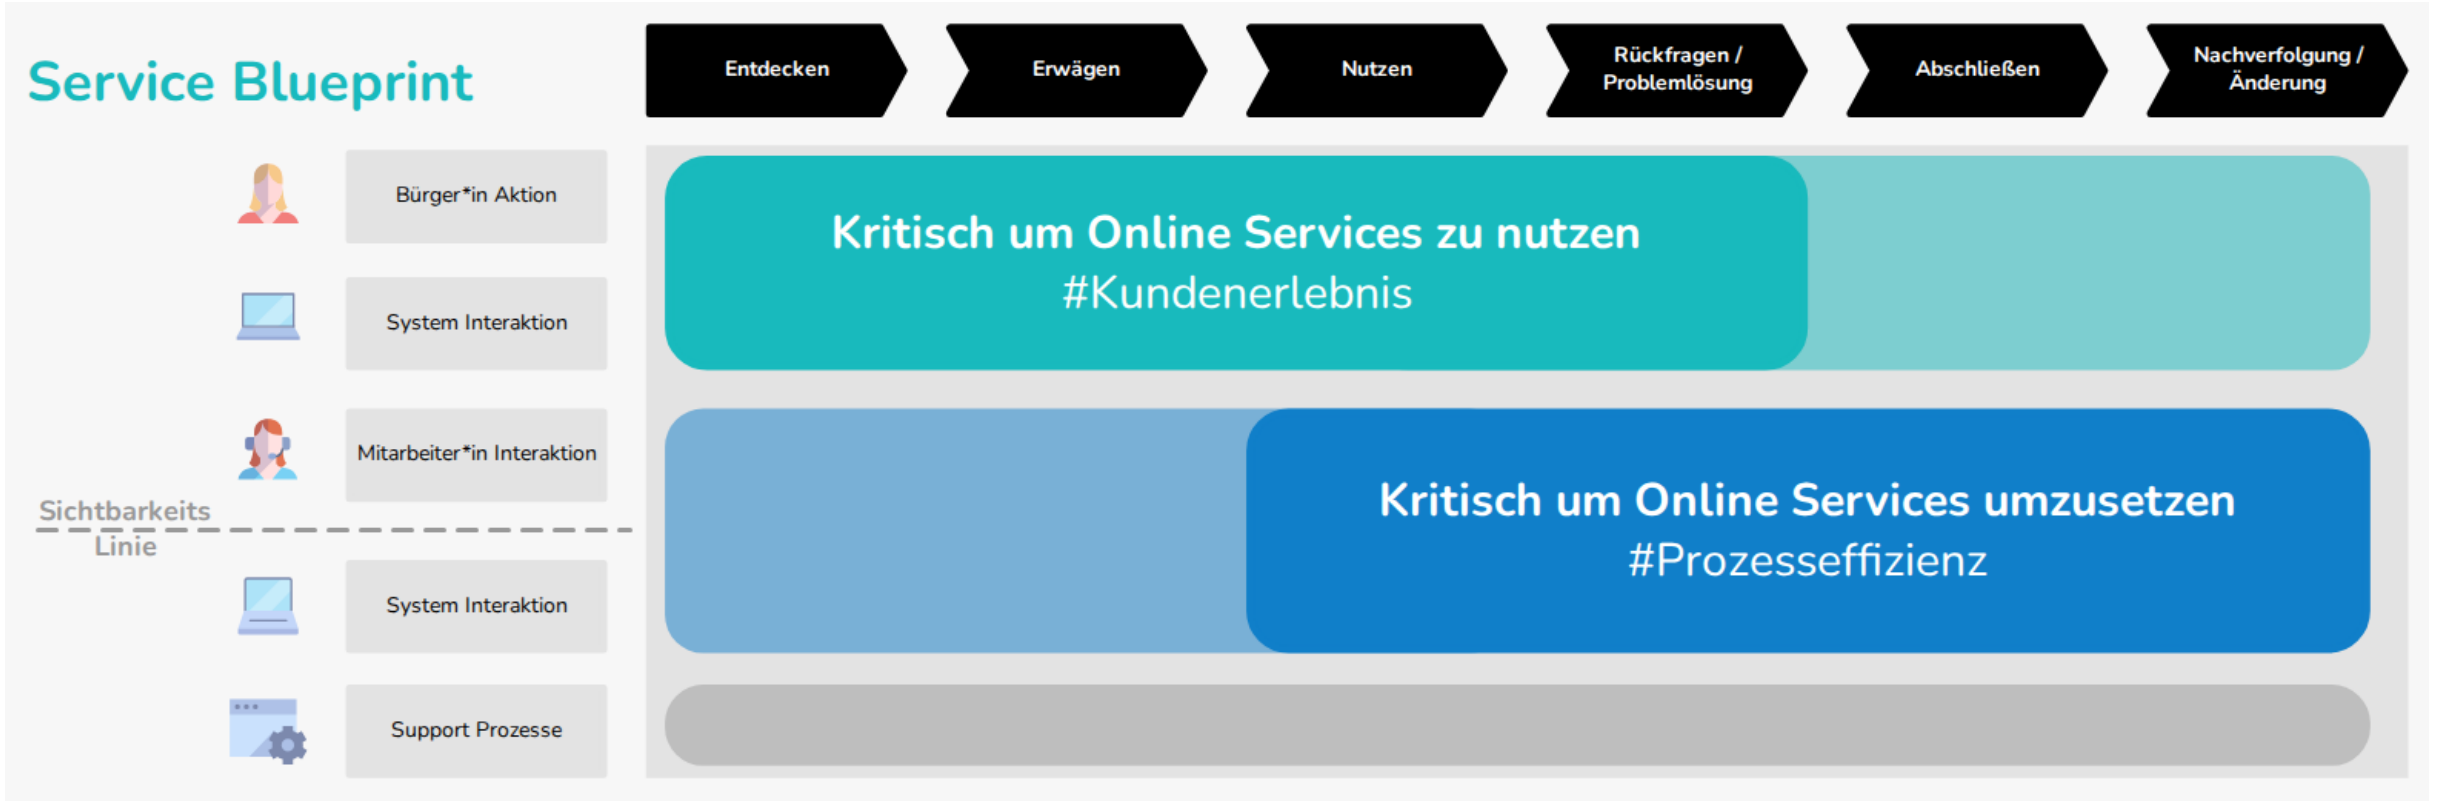 Service Blueprint
Entdecken
Erwägen
Nutzen
Rückfragen /
Problemlösung
Abschließen
Nachverfolgung /
Änderung
Bürger*in Aktion
System Interaktion
Mitarbeiter*in Interaktion
Sichtbarkeits
Linie
System Interaktion
Support Prozesse
Kritisch um Online Services zu nutzen
#Kundenerlebnis
Kritisch um Online Services umzusetzen
#Prozesseffizienz